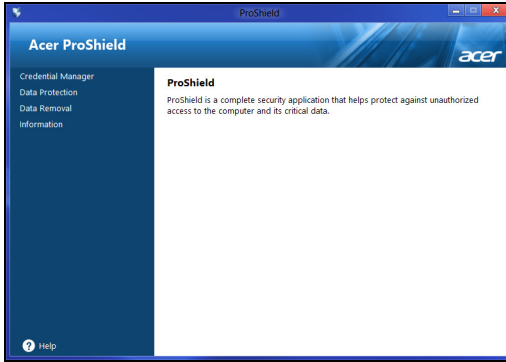 ProShield
Acer ProShield
acer
Credential Manager
Data Protection
Data Removal
Information
ProShield
ProShield is a complete security application that helps protect against unauthorized
access to the computer and its critical data.
? Help